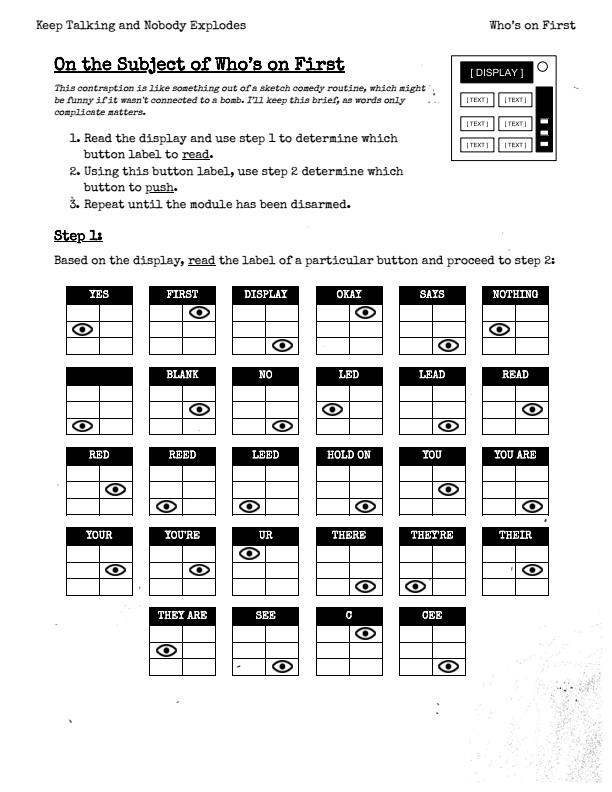 Keep Talking and Nobody Explodes
Who's on First
On the Subject of Who's on First
This contraption is like something out of a sketch comedy routine, which might
be funny if it wasn't connected to a bomb. I'll keep this brief, as words only
complicate matters.
[ DISPLAY ]
[ TEXT ] [ TEXT ]
[ TEXT ] [ TEXT ]
[ TEXT ] [ TEXT ]
1. Read the display and use step 1 to determine which
button label to read.
2. Using this button label, use step 2 determine which
button to push.
3. Repeat until the module has been disarmed.
Step 1:
Based on the display, read the label of a particular button and proceed to step 2:
YES FIRST DISPLAY OKAY SAYS NOTHING
BLANK NO LED LEAD READ
RED REED LEED HOLD ON YOU YOU ARE
YOUR YOU'RE UR THERE THEY'RE THEIR
THEY ARE SEE C CEE